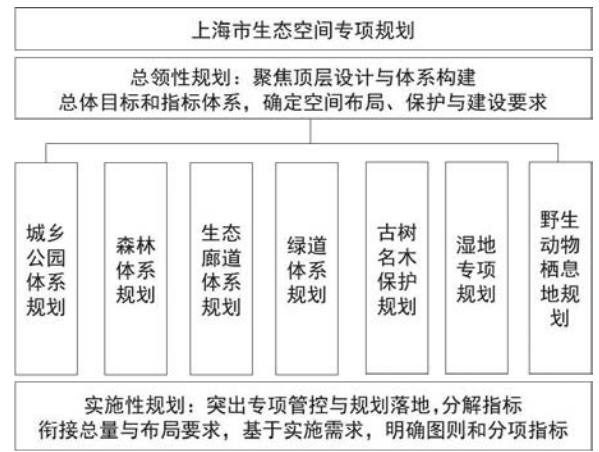 上海市生态空间专项规划
总领性规划：聚焦顶层设计与体系构建
总体目标和指标体系，确定空间布局、保护与建设要求
城乡
公园
体系
规划
森林
体系
规划
生态
廊道
体系
规划
绿道
体系
规划
古树
名木
保护
规划
湿地
专项
规划
野生
动物
栖息
地规
划
实施性规划：突出专项管控与规划落地,分解指标
衔接总量与布局要求，基于实施需求，明确图则和分项指标